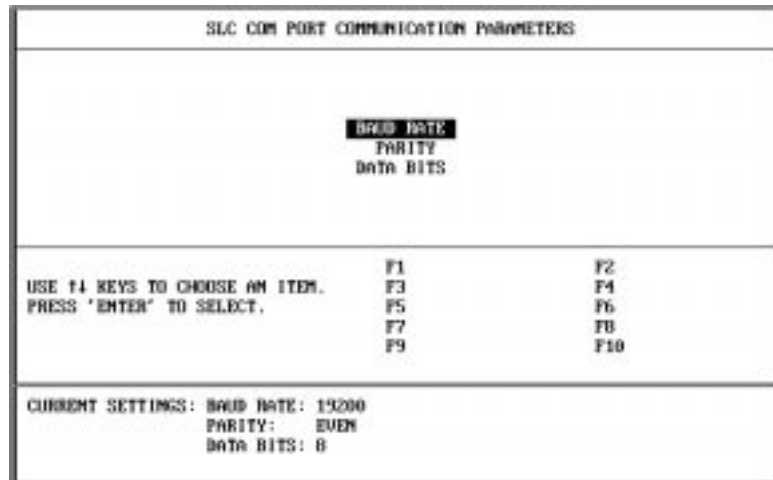 SLC COM PORT COMMUNICATION PARAMETERS
BAUD RATE
PARITY
DATA BITS
USE ↑↓ KEYS TO CHOOSE AN ITEM.
PRESS 'ENTER' TO SELECT.
F1 F2
F3 F4
F5 F6
F7 F8
F9 F10
CURRENT SETTINGS: BAUD RATE: 19200
PARITY: EVEN
DATA BITS: 8